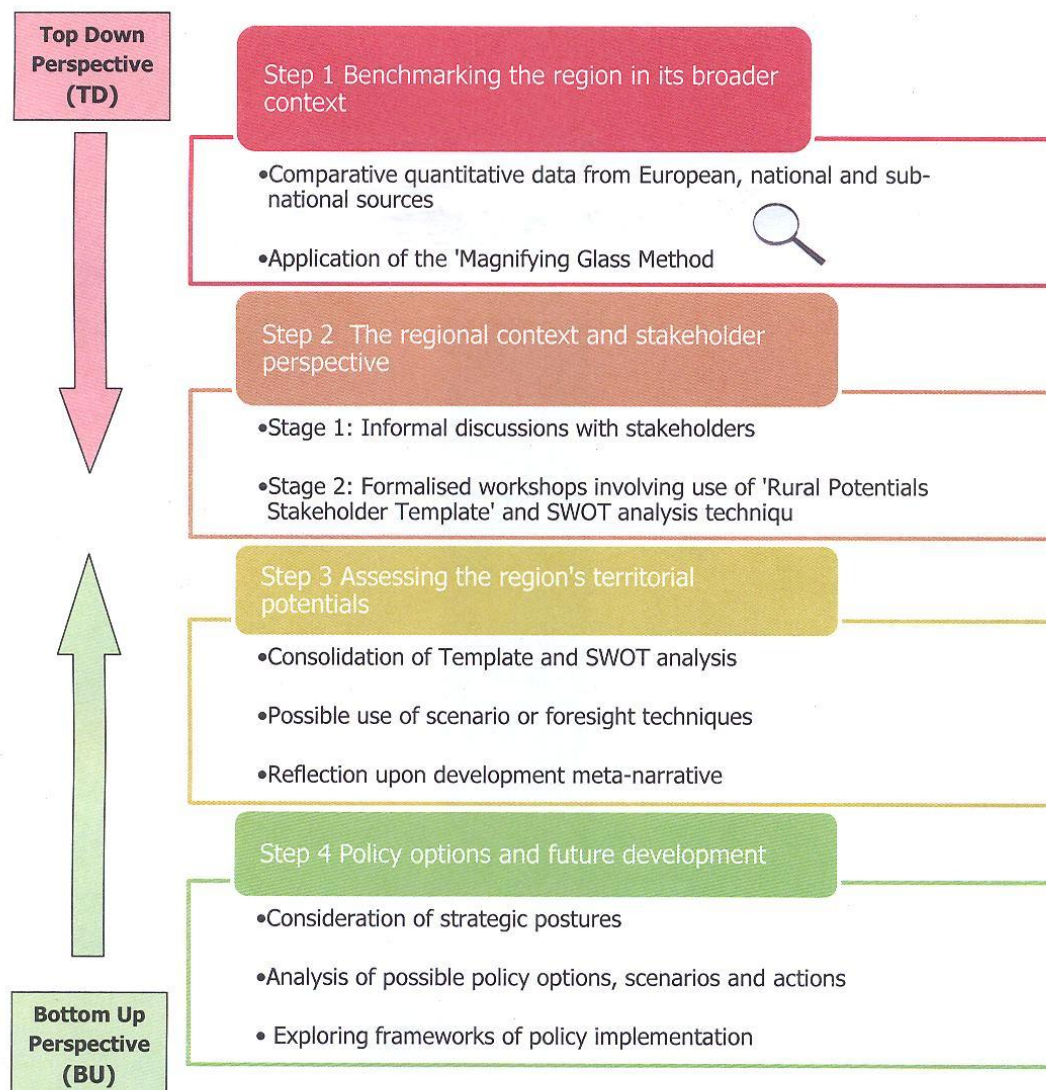 Top Down
Perspective
(TD)
Step 1 Benchmarking the region in its broader
context
•Comparative quantitative data from European, national and sub-
national sources
•Application of the 'Magnifying Glass Method
Step 2  The regional context and stakeholder
perspective
•Stage 1: Informal discussions with stakeholders
•Stage 2: Formalised workshops involving use of 'Rural Potentials
Stakeholder Template' and SWOT analysis techniqu
Step 3 Assessing the region's territorial
potentials
•Consolidation of Template and SWOT analysis
•Possible use of scenario or foresight techniques
•Reflection upon development meta-narrative
Step 4 Policy options and future development
•Consideration of strategic postures
•Analysis of possible policy options, scenarios and actions
• Exploring frameworks of policy implementation
Bottom Up
Perspective
(BU)